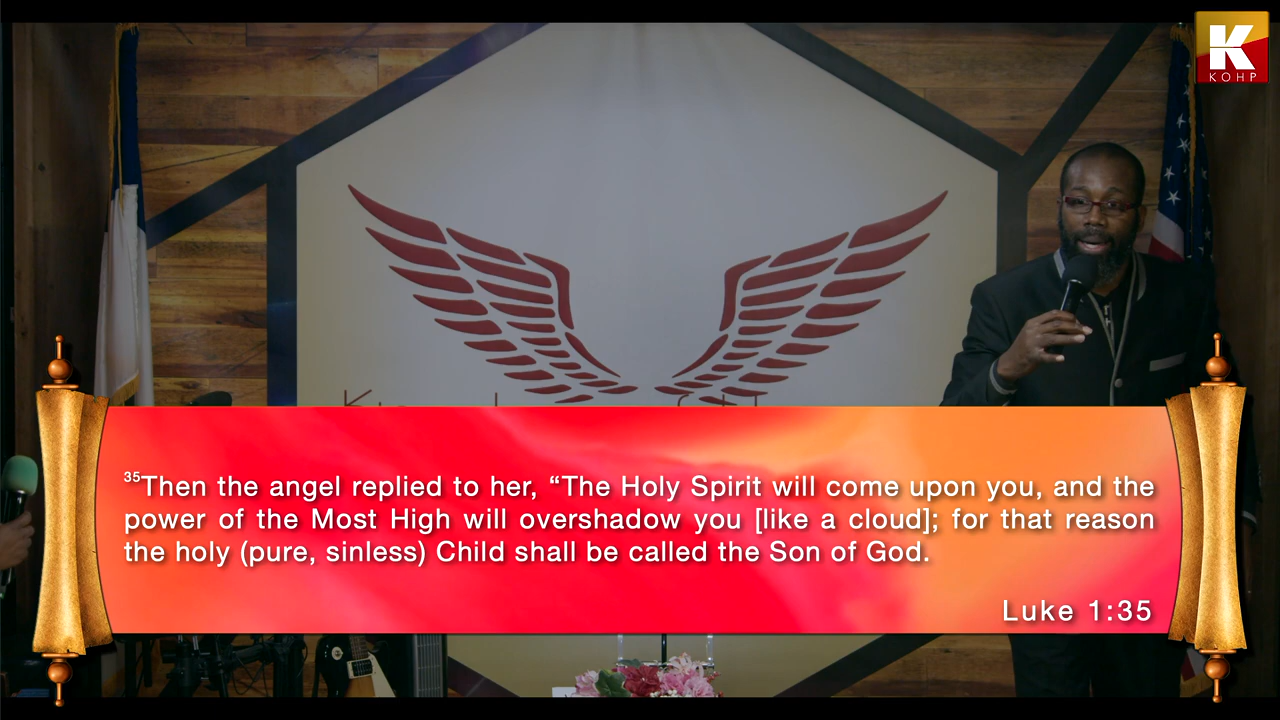 K
KOHP
³⁵Then the angel replied to her, “The Holy Spirit will come upon you, and the
power of the Most High will overshadow you [like a cloud]; for that reason
the holy (pure, sinless) Child shall be called the Son of God.
Luke 1:35